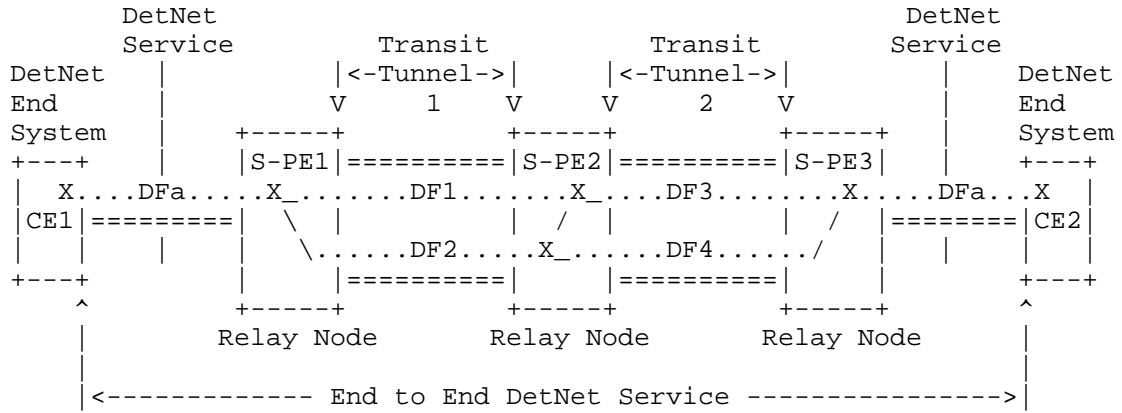 DetNet DetNet
Service Transit Transit Service
DetNet | |<-Tunnel->| |<-Tunnel->| | DetNet
End | V 1 V V 2 V | End
System | +-----+ +-----+ +-----+ | System
+---+ | |S-PE1|==========|S-PE2|==========|S-PE3| | +---+
| X....DFa.....X_.......DF1.......X_....DF3........X.....DFa...X |
|CE1|=========| \ | | / | | / |========|CE2|
| | | | \......DF2.....X_......DF4....../ | | | |
+---+ | |==========| |==========| | +---+
^ +-----+ +-----+ +-----+ ^
| Relay Node Relay Node Relay Node |
| |
|<------------- End to End DetNet Service ---------------->|